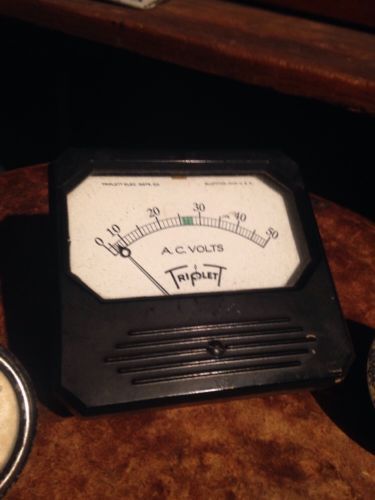 TRIPLETT ELEC. INSTR. CO. BLUFFTON OHIO U.S.A.
0 10 20 30 40 50
A.C. VOLTS
TRIPLETT